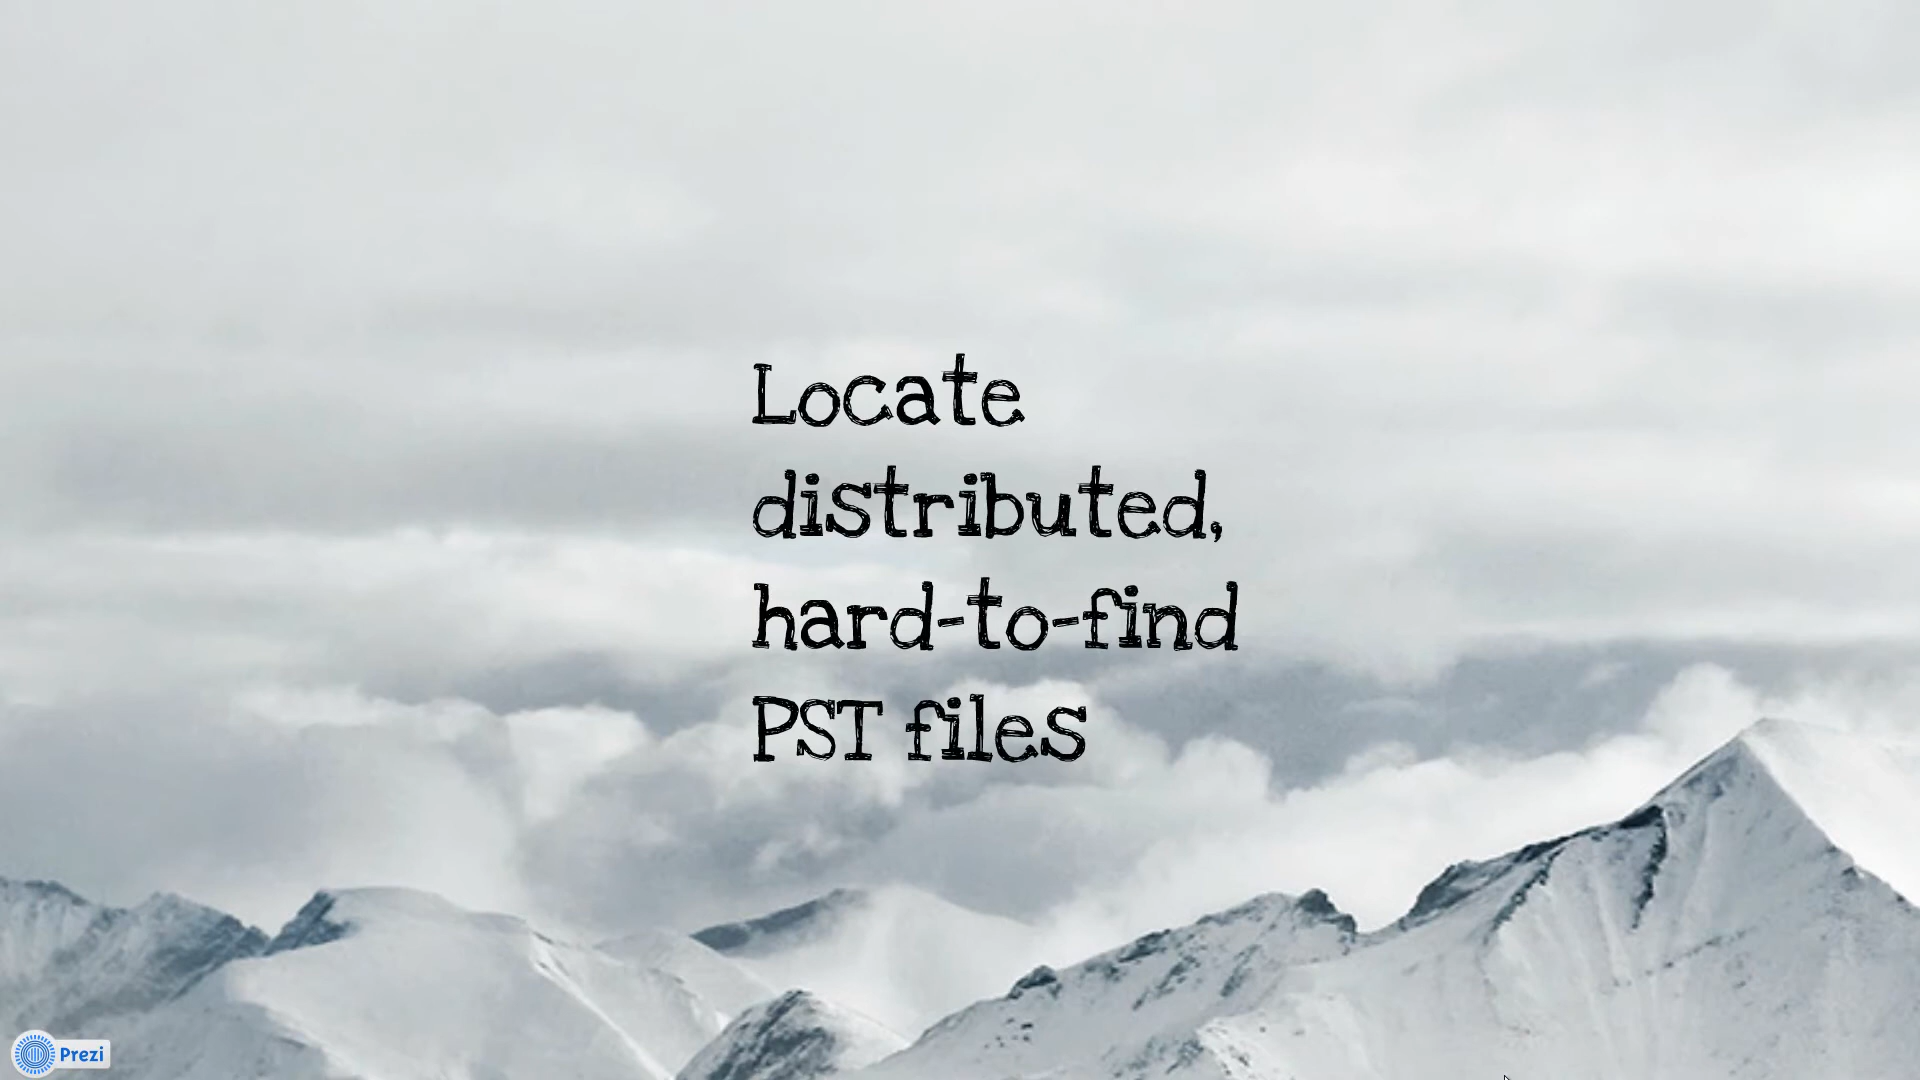 Locate
distributed,
hard-to-find
PST files
Prezi